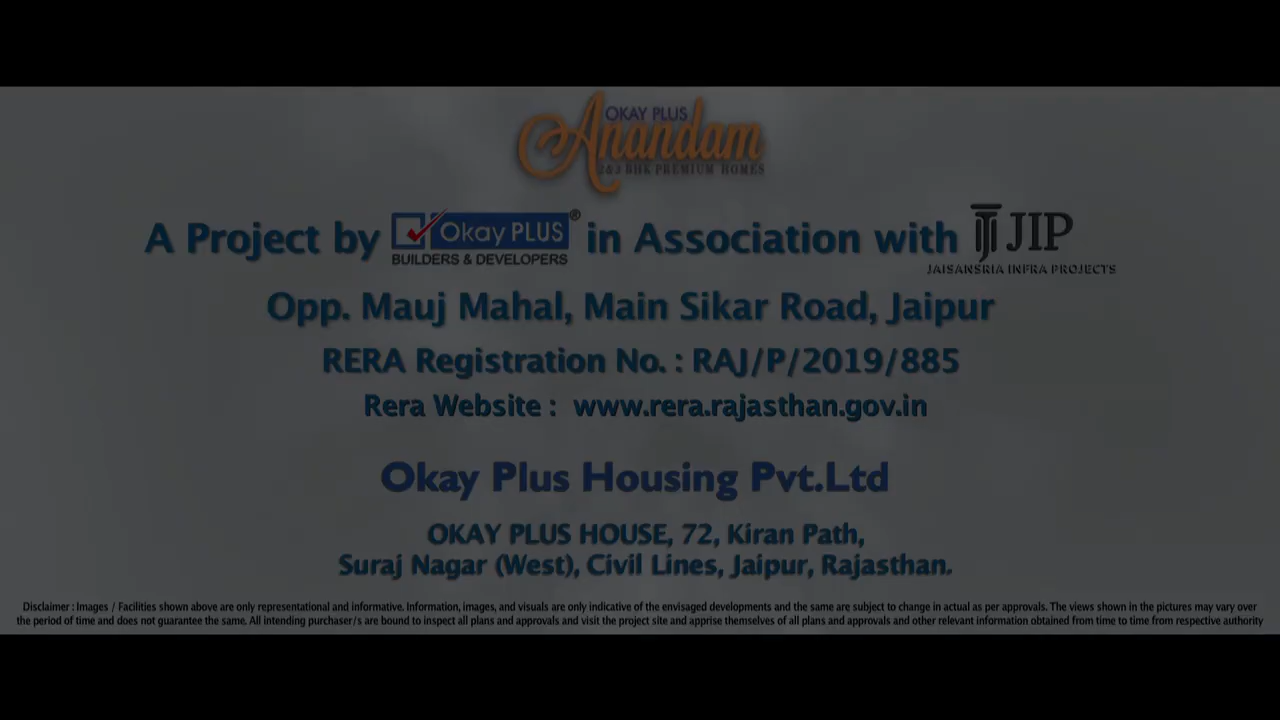 OKAY PLUS
Anandam
2&3 BHK PREMIUM HOMES
A Project by Okay PLUS® BUILDERS & DEVELOPERS in Association with JIP JAISANSRIA INFRA PROJECTS
Opp. Mauj Mahal, Main Sikar Road, Jaipur
RERA Registration No. : RAJ/P/2019/885
Rera Website : www.rera.rajasthan.gov.in
Okay Plus Housing Pvt.Ltd
OKAY PLUS HOUSE, 72, Kiran Path,
Suraj Nagar (West), Civil Lines, Jaipur, Rajasthan.
Disclaimer : Images / Facilities shown above are only representational and informative. Information, images, and visuals are only indicative of the envisaged developments and the same are subject to change in actual as per approvals. The views shown in the pictures may vary over
the period of time and does not guarantee the same. All intending purchaser/s are bound to inspect all plans and approvals and visit the project site and apprise themselves of all plans and approvals and other relevant information obtained from time to time from respective authority